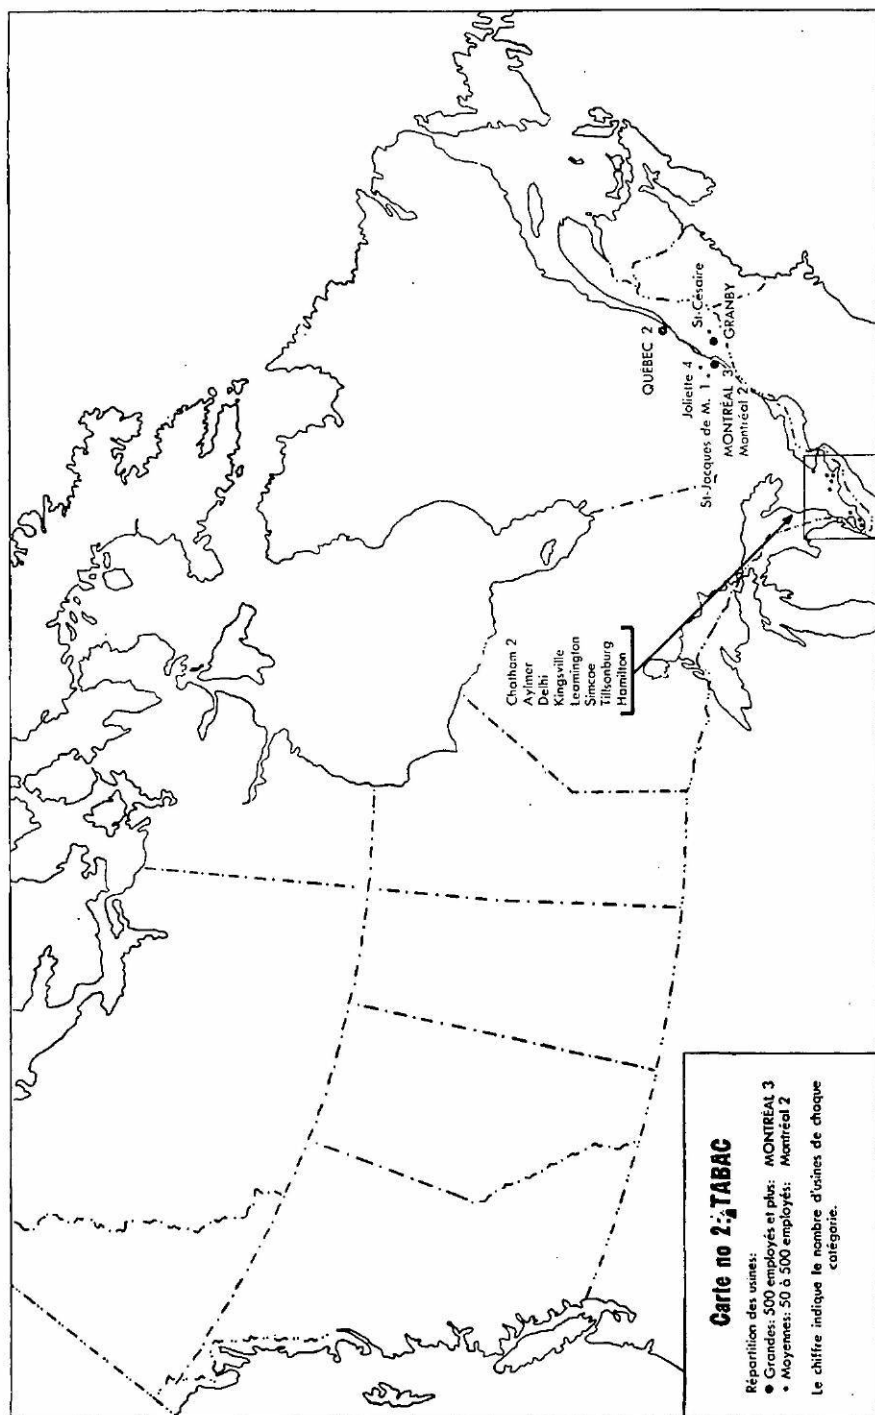 QUÉBEC 2
Joliette 4
St-Jacques de M. 1
St-Césaire
MONTRÉAL 3
GRANBY
Montréal 2
Chatham 2
Aylmer
Delhi
Kingsville
Leamington
Simcoe
Tillsonburg
Hamilton
Carte no 2: TABAC
Répartition des usines:
● Grandes: 500 employés et plus: MONTRÉAL 3
• Moyennes: 50 à 500 employés: Montréal 2
Le chiffre indique le nombre d'usines de chaque
catégorie.